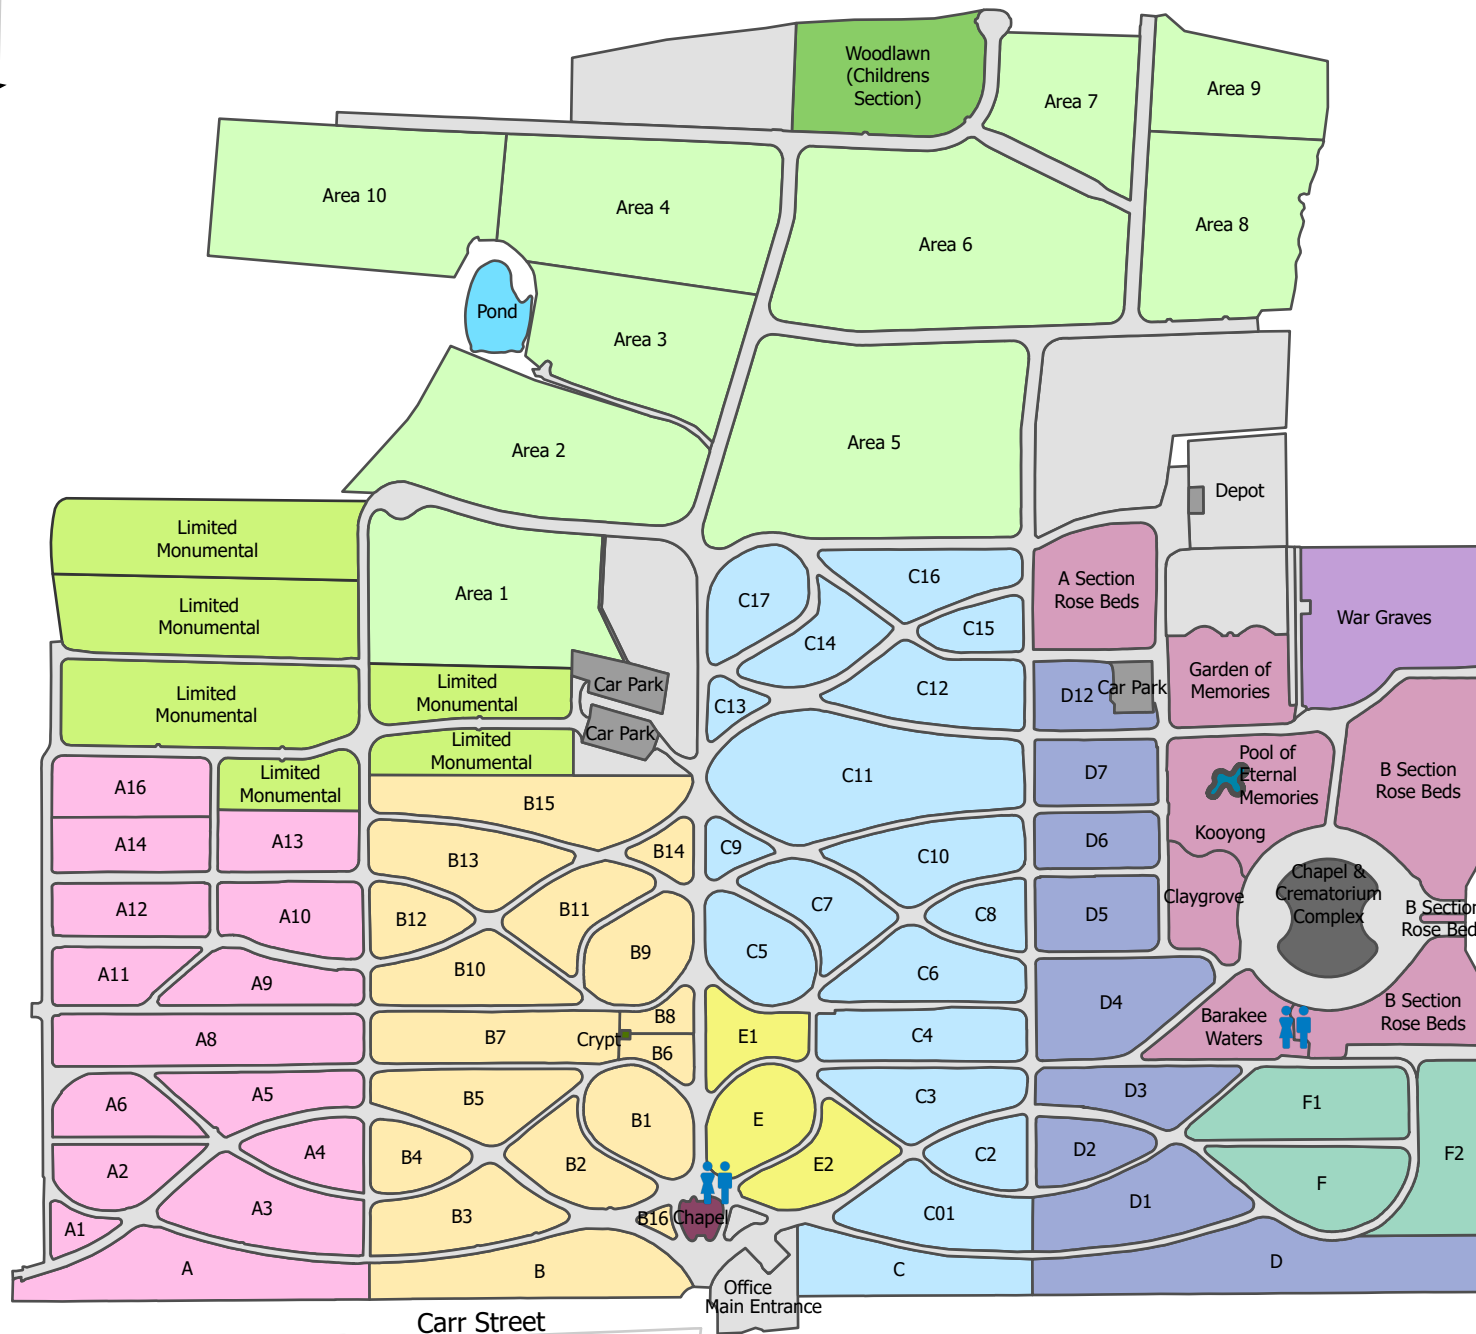 Woodlawn
(Childrens
Section)
Area 7
Area 9
Area 10
Area 4
Area 6
Area 8
Pond
Area 3
Area 2
Area 5
Depot
Limited
Monumental
Limited
Monumental
Area 1
C17
C16
C15
C14
A Section
Rose Beds
War Graves
Limited
Monumental
Limited
Monumental
Car Park
Car Park
C13
C12
D12
Car Park
Garden of
Memories
Limited
Monumental
Limited
Monumental
A16
B15
C11
D7
Pool of
Eternal
Memories
B Section
Rose Beds
Kooyong
A14
A13
B13
B14
C9
C10
D6
Claygrove
Chapel &
Crematorium
Complex
A12
A10
B12
B11
C7
C8
D5
B Section
Rose Beds
A11
A9
B10
B9
C5
C6
D4
Barakee
Waters
B Section
Rose Beds
A8
B7
Crypt
B8
B6
E1
C4
A6
A5
B5
B1
E
C3
D3
F1
A2
A4
B4
B2
E2
C2
D2
F
F2
A1
A3
B3
B16
Chapel
C01
D1
A
B
C
D
Office
Main Entrance
Carr Street